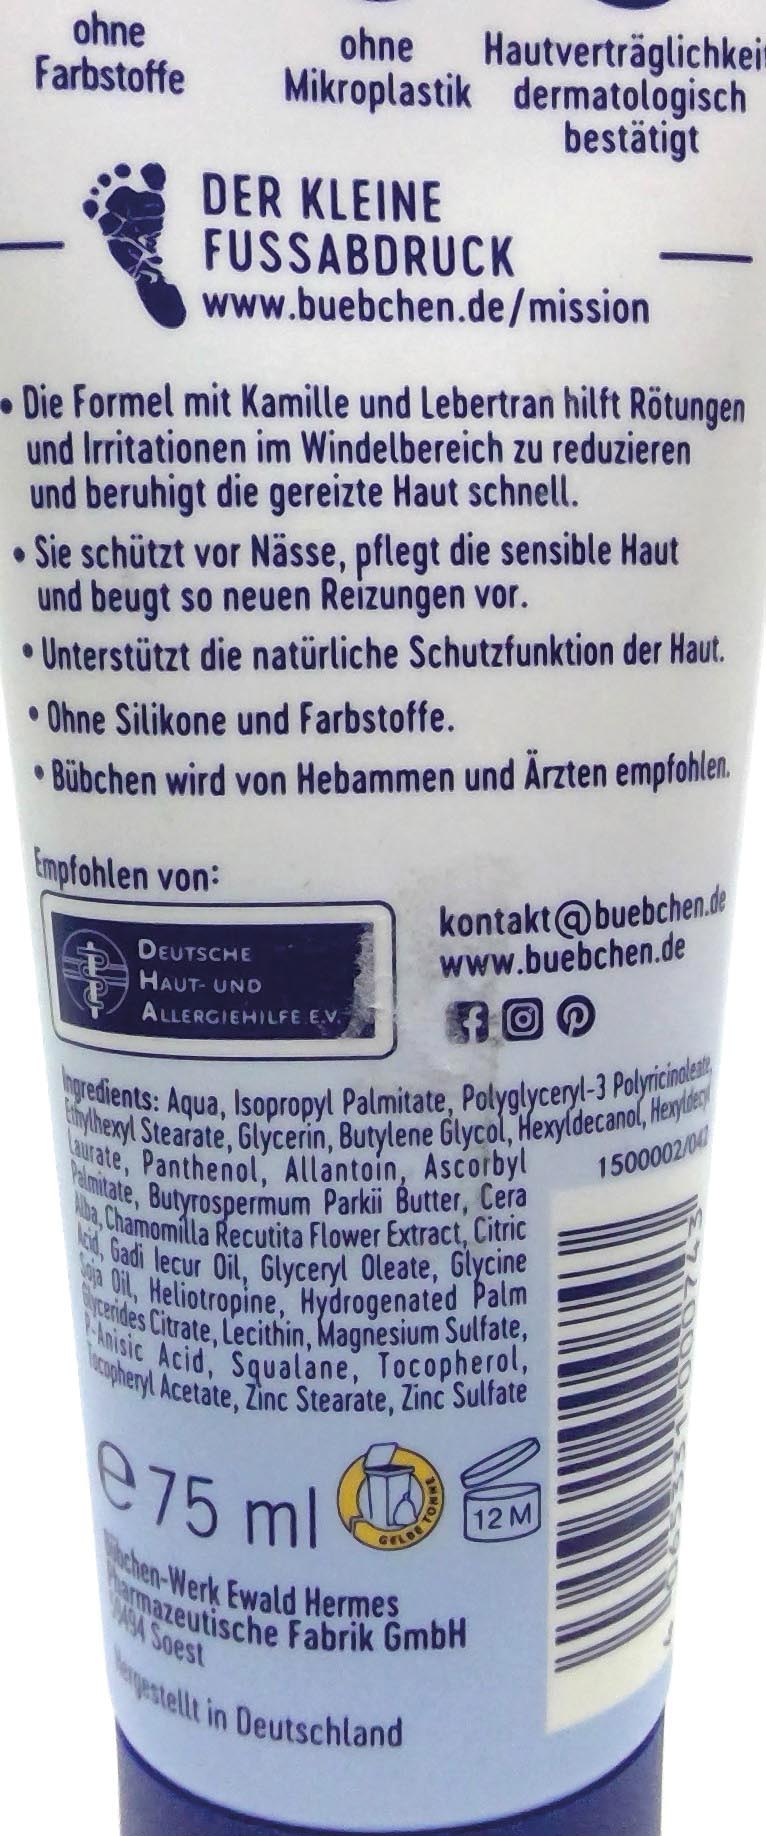 ohne
Farbstoffe
ohne
Mikroplastik
Hautverträglichkeit
dermatologisch
bestätigt
DER KLEINE
FUSSABDRUCK
www.buebchen.de/mission
• Die Formel mit Kamille und Lebertran hilft Rötungen
und Irritationen im Windelbereich zu reduzieren
und beruhigt die gereizte Haut schnell.
• Sie schützt vor Nässe, pflegt die sensible Haut
und beugt so neuen Reizungen vor.
• Unterstützt die natürliche Schutzfunktion der Haut.
• Ohne Silikone und Farbstoffe.
• Bübchen wird von Hebammen und Ärzten empfohlen.
Empfohlen von:
DEUTSCHE
HAUT- UND
ALLERGIEHILFE E.V.
kontakt@buebchen.de
www.buebchen.de
Ingredients: Aqua, Isopropyl Palmitate, Polyglyceryl-3 Polyricinoleate,
Ethylhexyl Stearate, Glycerin, Butylene Glycol, Hexyldecanol, Hexyldecyl
Laurate, Panthenol, Allantoin, Ascorbyl
Palmitate, Butyrospermum Parkii Butter, Cera
Alba, Chamomilla Recutita Flower Extract, Citric
Acid, Gadi Iecur Oil, Glyceryl Oleate, Glycine
Soja Oil, Heliotropine, Hydrogenated Palm
Glycerides Citrate, Lecithin, Magnesium Sulfate,
P-Anisic Acid, Squalane, Tocopherol,
Tocopheryl Acetate, Zinc Stearate, Zinc Sulfate
1500002/042
e 75 ml
GELBE TONNE
12 M
Bübchen-Werk Ewald Hermes
Pharmazeutische Fabrik GmbH
59494 Soest
Hergestellt in Deutschland